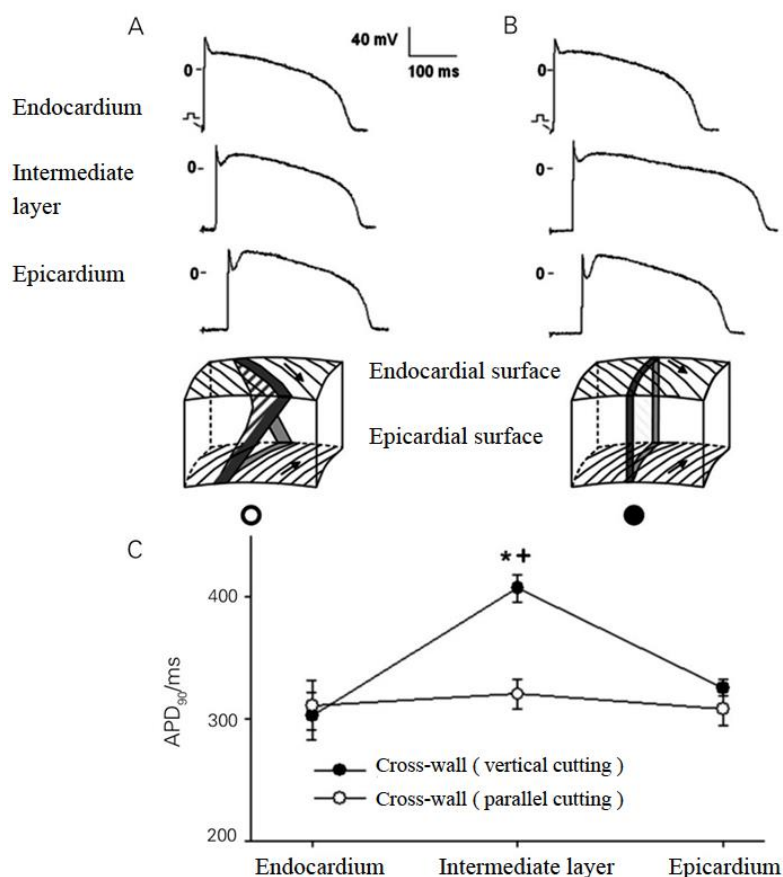 A
40 mV
100 ms
B
0
0
Endocardium
Intermediate
layer
0
0
Epicardium
0
0
Endocardial surface
Epicardial surface
C
*+
400
300
200
APD90/ms
Cross-wall ( vertical cutting )
Cross-wall ( parallel cutting )
Endocardium
Intermediate layer
Epicardium